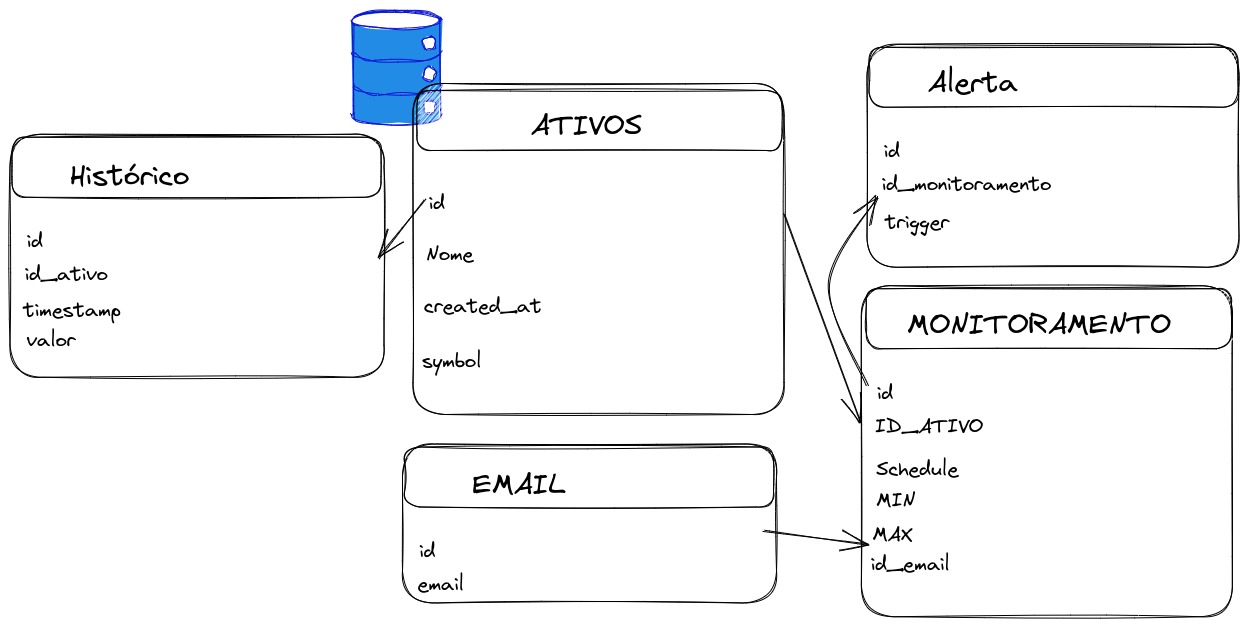 Histórico
id
id_ativo
timestamp
valor
ATIVOS
id
Nome
created_at
symbol
EMAIL
id
email
Alerta
id
id_monitoramento
trigger
MONITORAMENTO
id
ID_ATIVO
Schedule
MIN
MAX
id_email